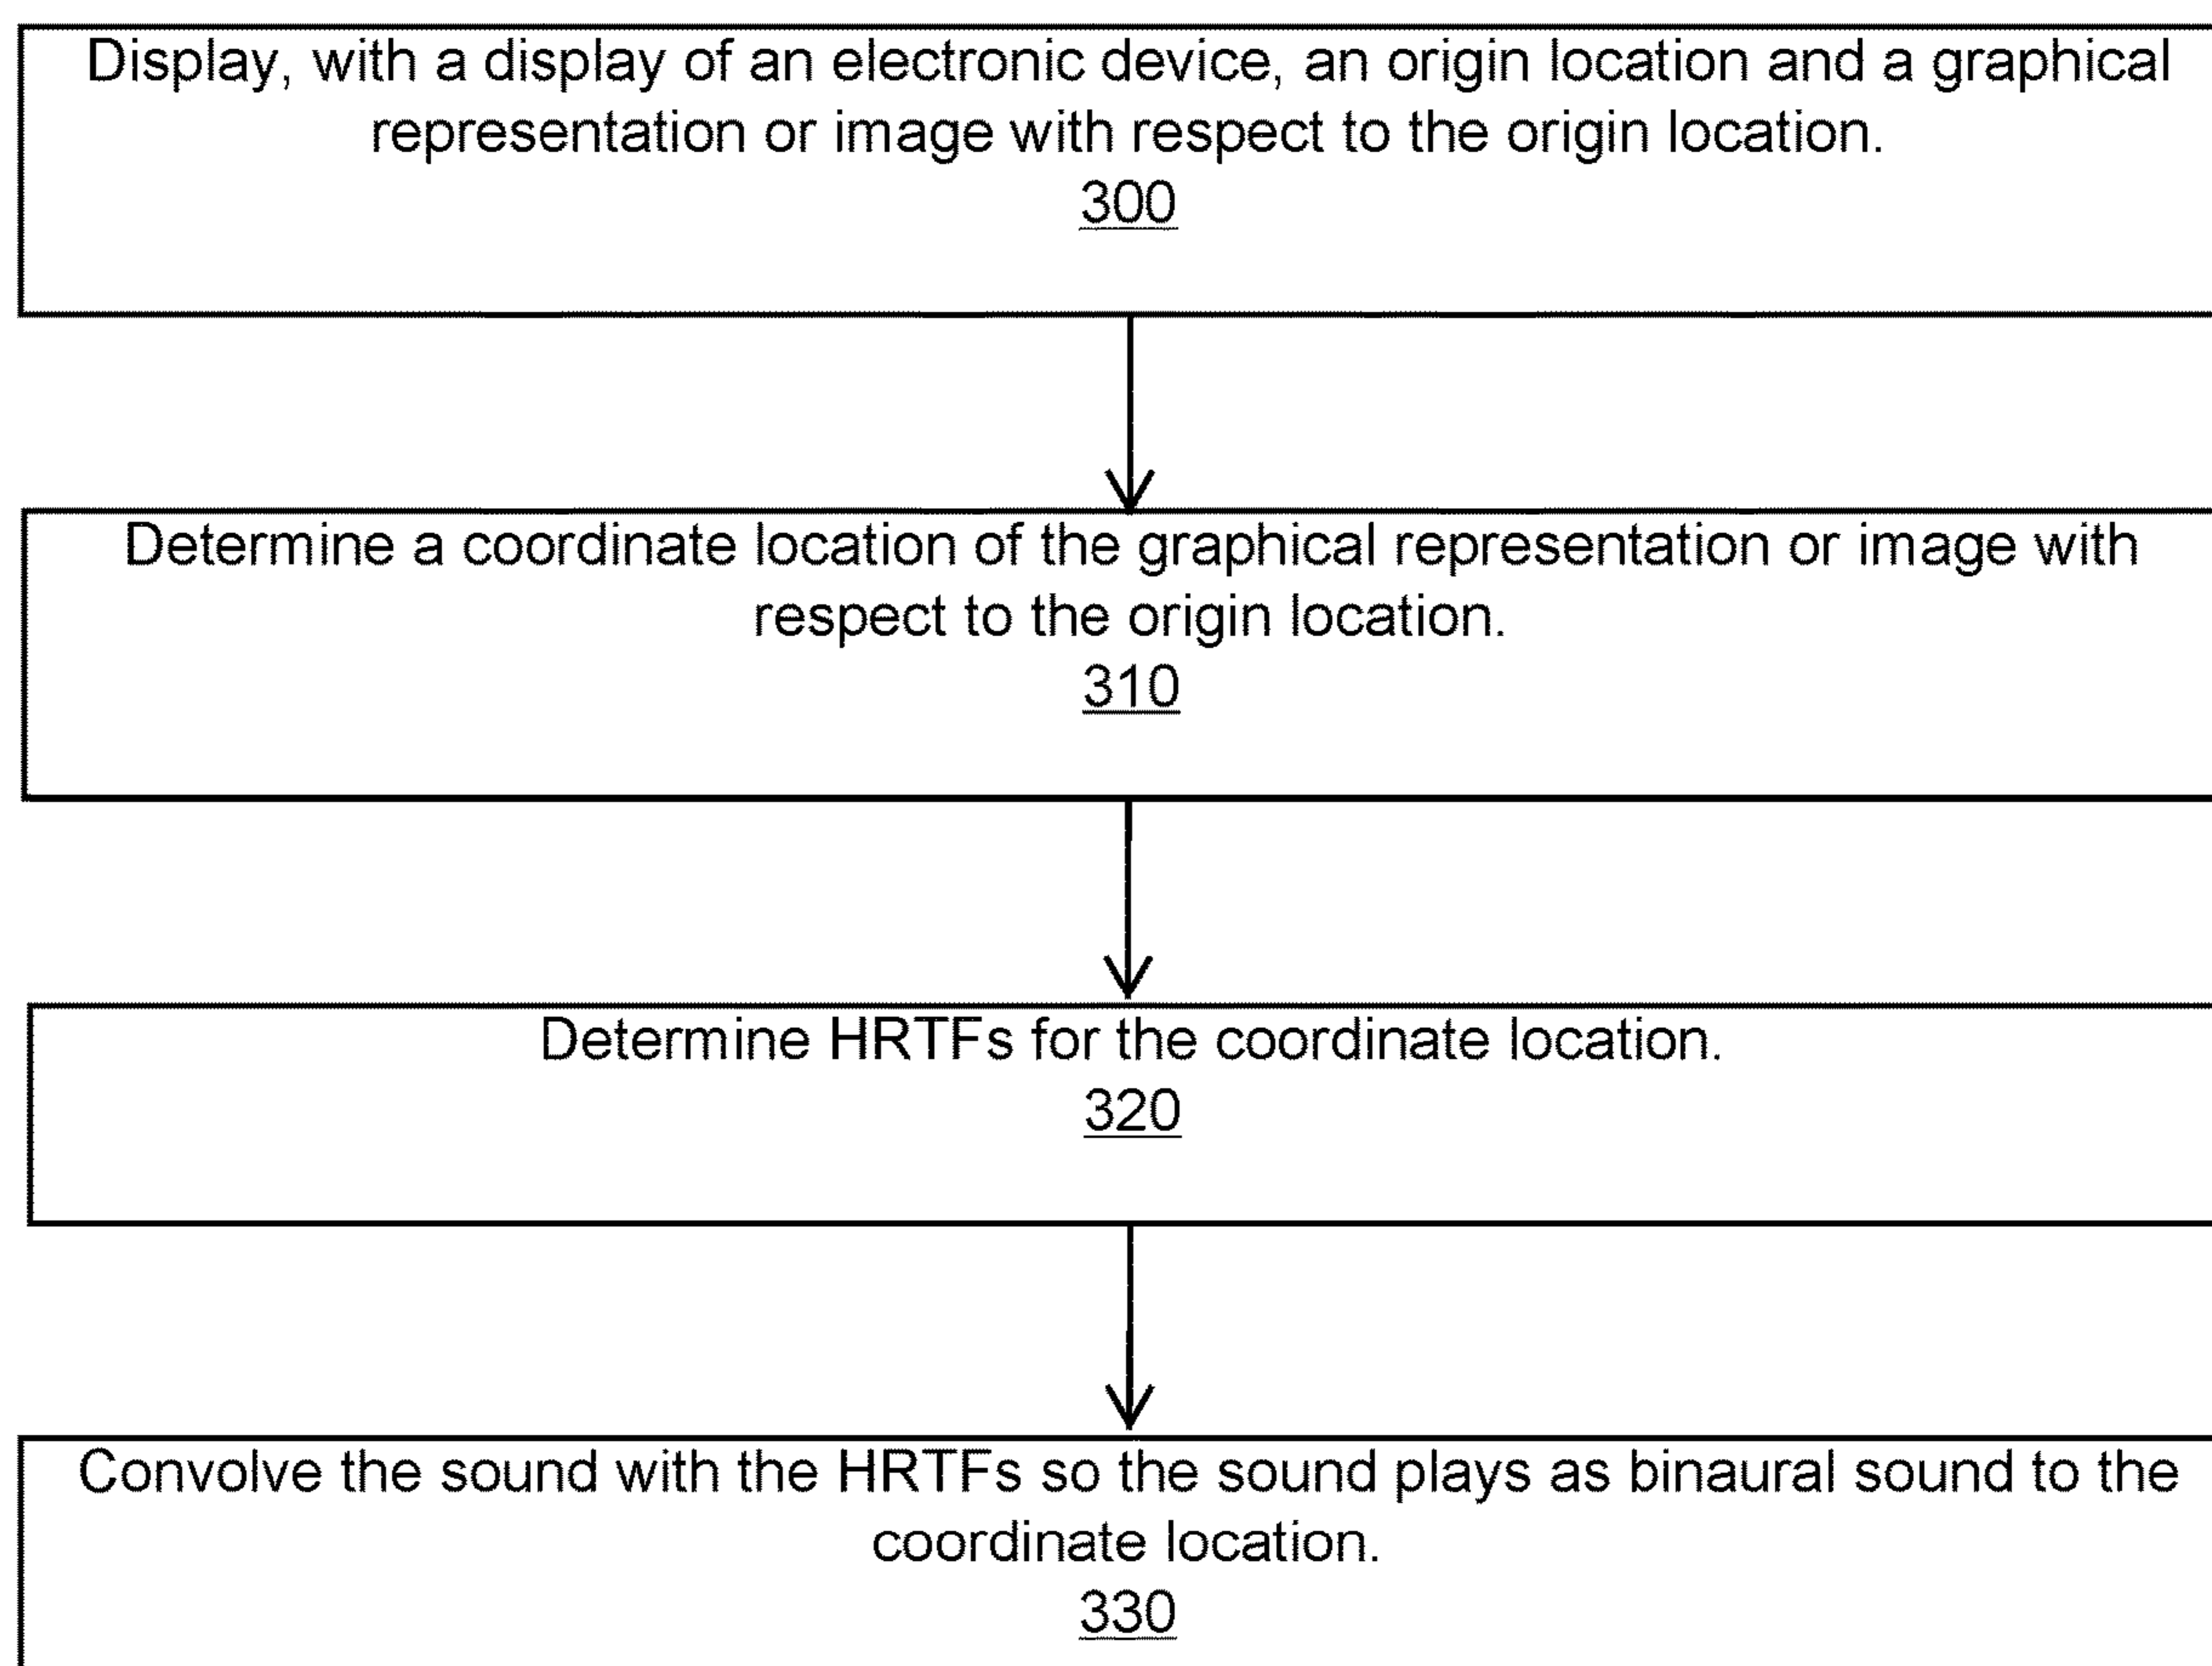 Display, with a display of an electronic device, an origin location and a graphical
representation or image with respect to the origin location.
300
Determine a coordinate location of the graphical representation or image with
respect to the origin location.
310
Determine HRTFs for the coordinate location.
320
Convolve the sound with the HRTFs so the sound plays as binaural sound to the
coordinate location.
330